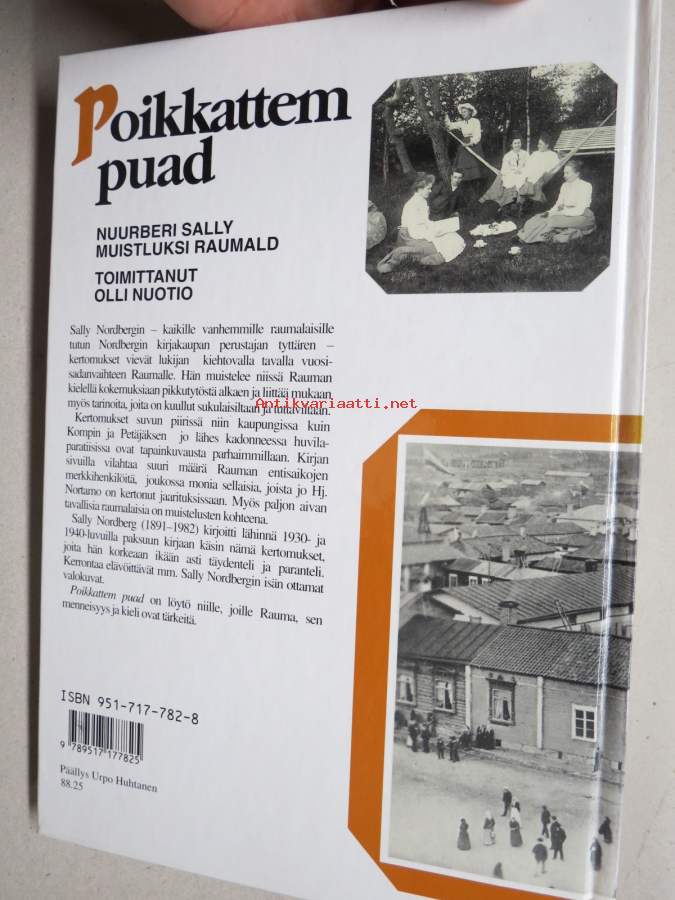 Poikkattem
puad
NUURBERI SALLY
MUISTLUKSI RAUMALD
TOIMITTANUT
OLLI NUOTIO
Sally Nordbergin – kaikille vanhemmille raumalaisille
tutun Nordbergin kirjakaupan perustajan tyttären –
kertomukset vievät lukijan kiehtovalla tavalla vuosi-
sadanvaihteen Raumalle. Hän muistelee niissä Rauman
kielellä kokemuksiaan pikkutytöstä alkaen ja liittää mukaan
myös tarinoita, joita on kuullut sukulaisiltaan ja tuttaviltaan.
Antikvariaatti.net
Kertomukset suvun piirissä niin kaupungissa kuin
Kompin ja Petäjäksen jo lähes kadonneessa huvila-
paratiisissa ovat tapainkuvausta parhaimmillaan. Kirjan
sivuilla vilahtaa suuri määrä Rauman entisaikojen
merkkihenkilöitä, joukossa monia sellaisia, joista jo Hj.
Nortamo on kertonut jaarituksissaan. Myös paljon aivan
tavallisia raumalaisia on muistelusten kohteena.
Sally Nordberg (1891–1982) kirjoitti lähinnä 1930- ja
1940-luvuilla paksuun kirjaan käsin nämä kertomukset,
joita hän korkeaan ikään asti täydenteli ja paranteli.
Kerrontaa elävöittävät mm. Sally Nordbergin isän ottamat
valokuvat.
Poikkattem puad on löytö niille, joille Rauma, sen
menneisyys ja kieli ovat tärkeitä.
ISBN 951-717-782-8
9 789517 177825
Päällys Urpo Huhtanen
88.25